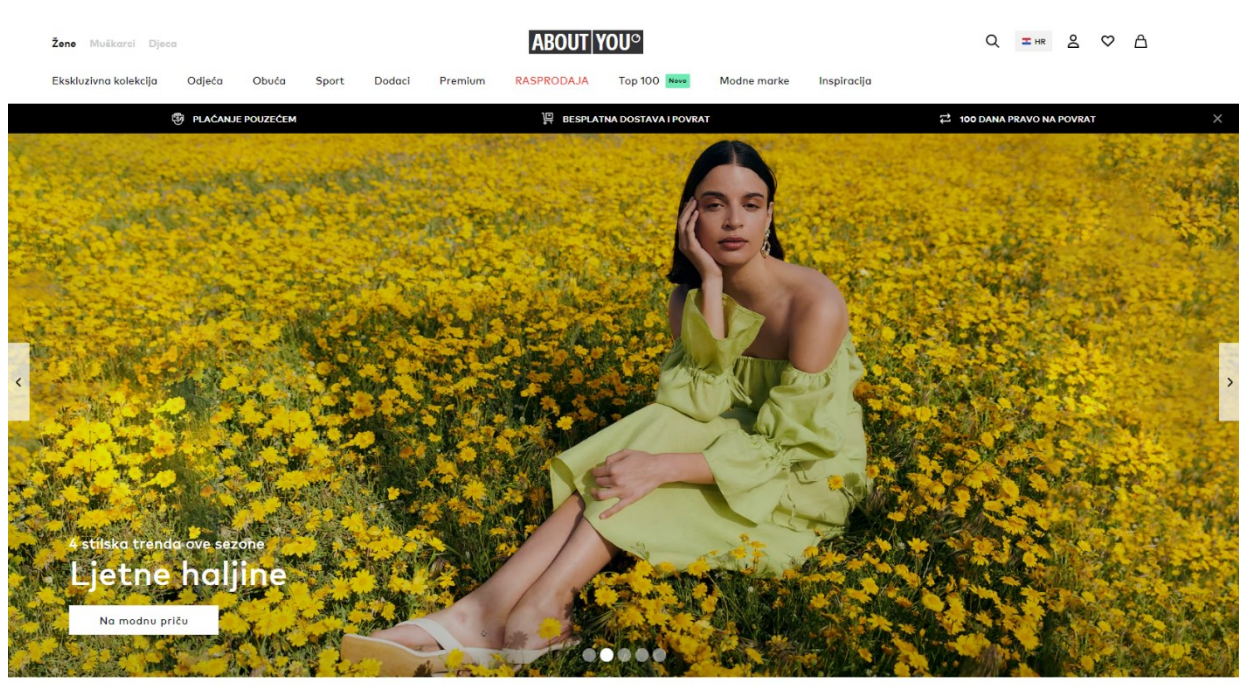 Žene Muškarci Djeca
ABOUT YOU°
HR
Ekskluzivna kolekcija Odjeća Obuća Sport Dodaci Premium RASPRODAJA Top 100 Novo Modne marke Inspiracija
PLAĆANJE POUZEĆEM
BESPLATNA DOSTAVA I POVRAT
100 DANA PRAVO NA POVRAT
4 stilska trenda ove sezone
Ljetne haljine
Na modnu priču